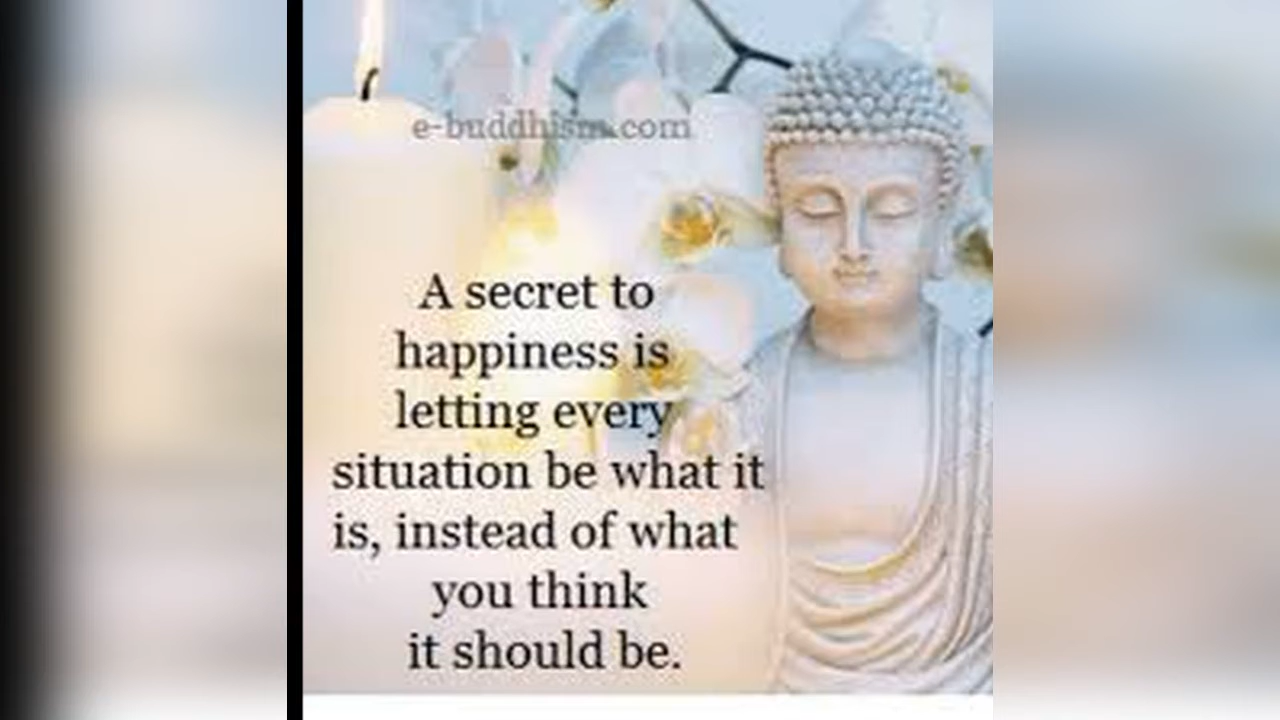 e-buddhism.com
A secret to
happiness is
letting every
situation be what it
is, instead of what
you think
it should be.